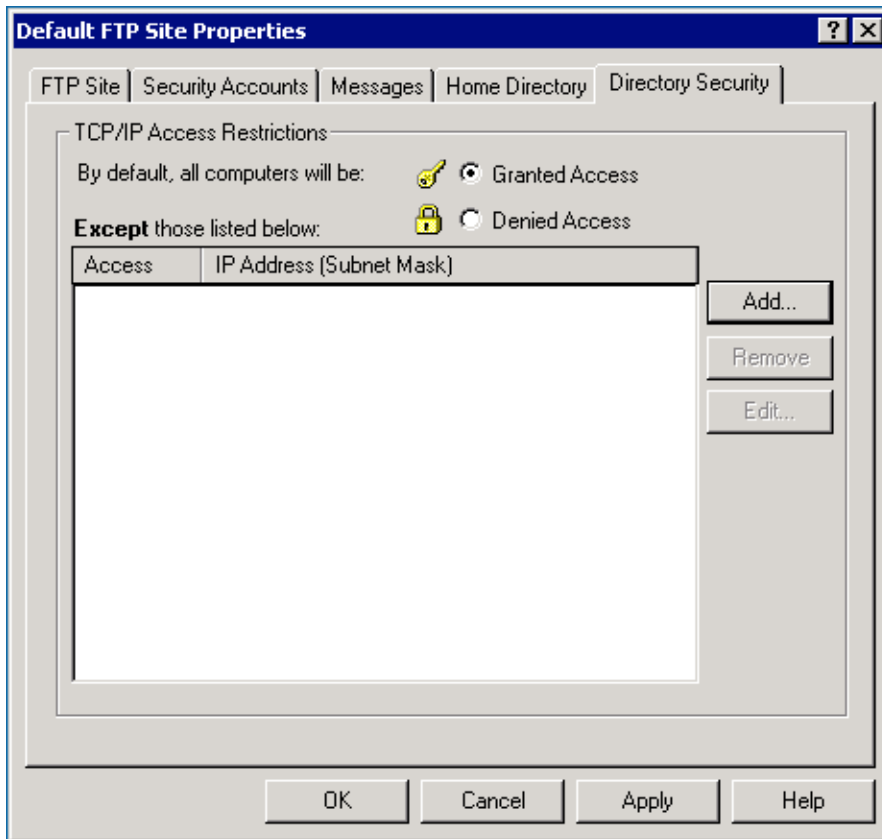 Default FTP Site Properties
FTP Site Security Accounts Messages Home Directory Directory Security
TCP/IP Access Restrictions
By default, all computers will be: Granted Access
Denied Access
Except those listed below:
Access IP Address (Subnet Mask)
Add...
Remove
Edit...
OK Cancel Apply Help